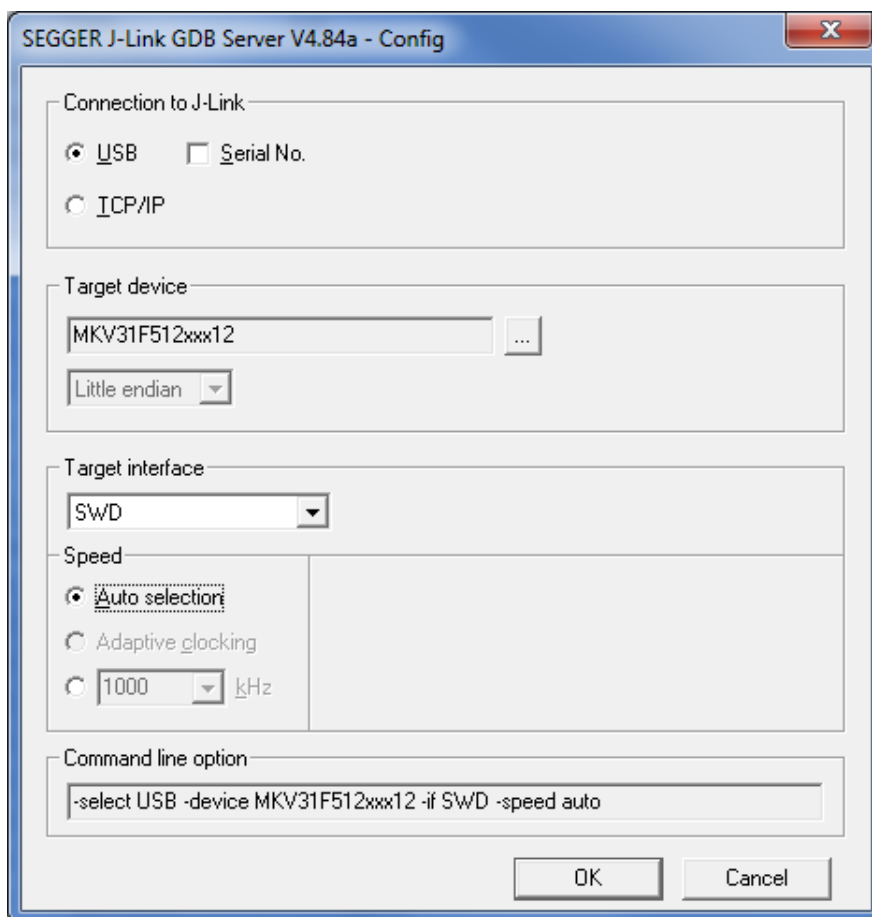 SEGGER J-Link GDB Server V4.84a - Config
Connection to J-Link
USB Serial No.
TCP/IP
Target device
MKV31F512xxx12 ...
Little endian
Target interface
SWD
Speed
Auto selection
Adaptive clocking
1000 kHz
Command line option
-select USB -device MKV31F512xxx12 -if SWD -speed auto
OK Cancel